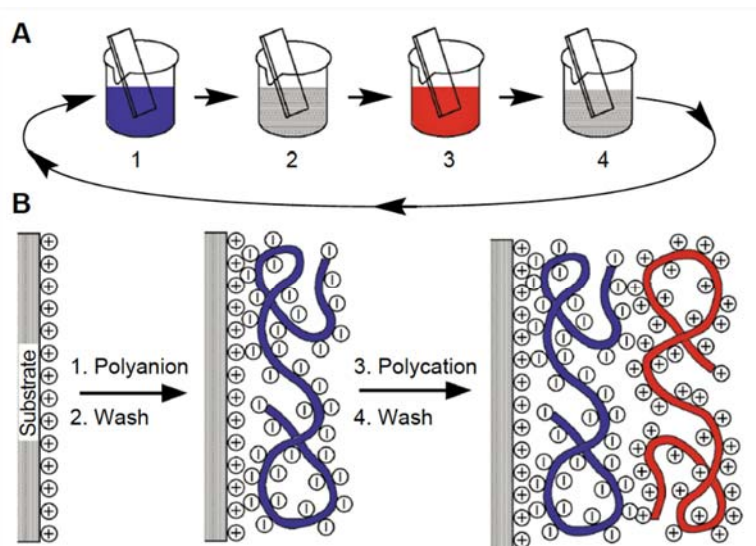 A
1
2
3
4
B
Substrate
1. Polyanion
2. Wash
3. Polycation
4. Wash